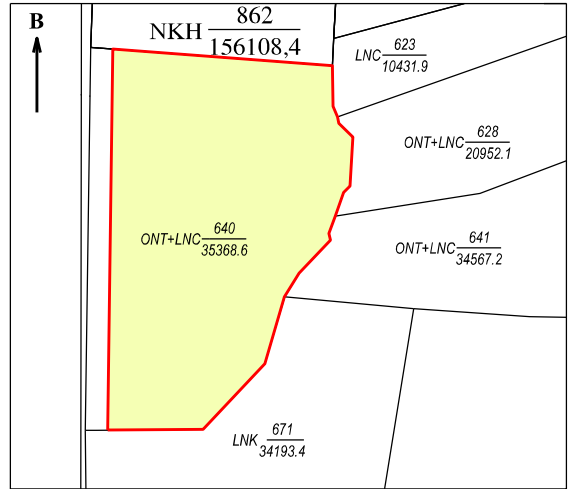 B
NKH 862
156108,4
LNC 623
10431.9
ONT+LNC 628
20952.1
ONT+LNC 640
35368.6
ONT+LNC 641
34567.2
LNK 671
34193.4